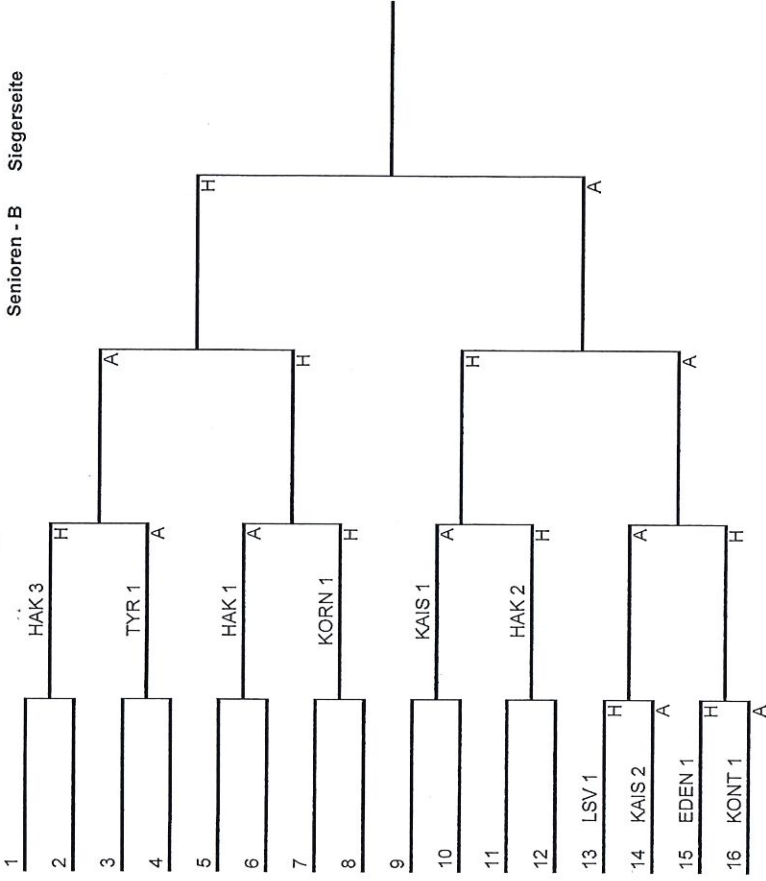 Senioren - B Siegerseite
1
2
HAK 3
H
3
4
TYR 1
A
A
5
6
HAK 1
A
7
8
KORN 1
H
H
H
9
10
KAIS 1
A
11
12
HAK 2
H
H
13 LSV 1
H
14 KAIS 2
A
A
15 EDEN 1
H
16 KONT 1
A
H
A
A